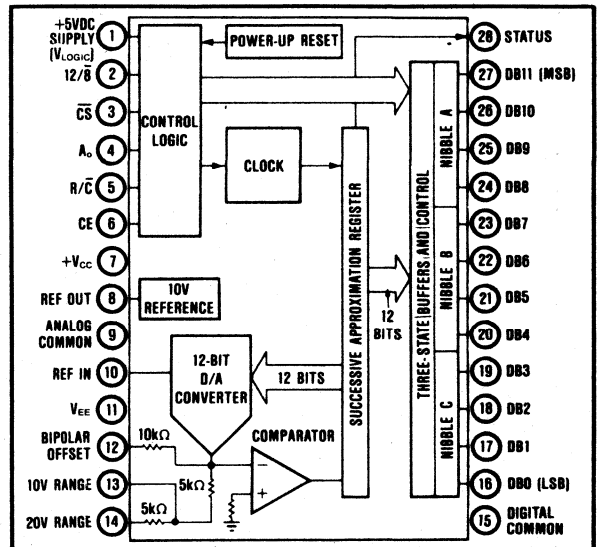 +5VDC
SUPPLY
(VLOGIC)
1
12/8̅
2
C̅S̅
3
Ao
4
R/C̅
5
CE
6
+VCC
7
REF OUT
8
ANALOG
COMMON
9
REF IN
10
VEE
11
BIPOLAR
OFFSET
12
10V RANGE
13
20V RANGE
14
CONTROL
LOGIC
POWER-UP RESET
CLOCK
10V
REFERENCE
12-BIT
D/A
CONVERTER
12 BITS
10kΩ
5kΩ
5kΩ
COMPARATOR
−
+
SUCCESSIVE APPROXIMATION REGISTER
12
BITS
THREE-STATE BUFFERS AND CONTROL
NIBBLE A
NIBBLE B
NIBBLE C
28 STATUS
27 DB11 (MSB)
26 DB10
25 DB9
24 DB8
23 DB7
22 DB6
21 DB5
20 DB4
19 DB3
18 DB2
17 DB1
16 DB0 (LSB)
15 DIGITAL
COMMON